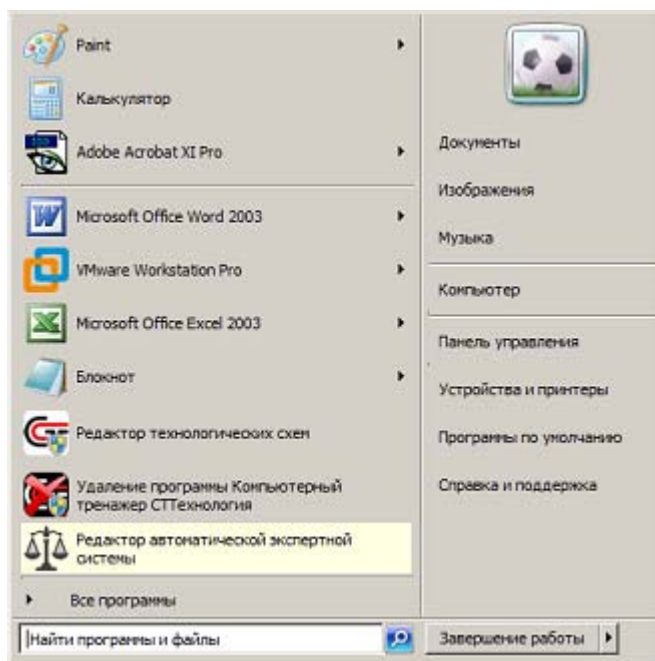 Paint
Калькулятор
Adobe Acrobat XI Pro
Microsoft Office Word 2003
VMware Workstation Pro
Microsoft Office Excel 2003
Блокнот
Редактор технологических схем
Удаление программы Компьютерный
тренажер СТТехнология
Редактор автоматической экспертной
системы
Все программы
Найти программы и файлы
Документы
Изображения
Музыка
Компьютер
Панель управления
Устройства и принтеры
Программы по умолчанию
Справка и поддержка
Завершение работы